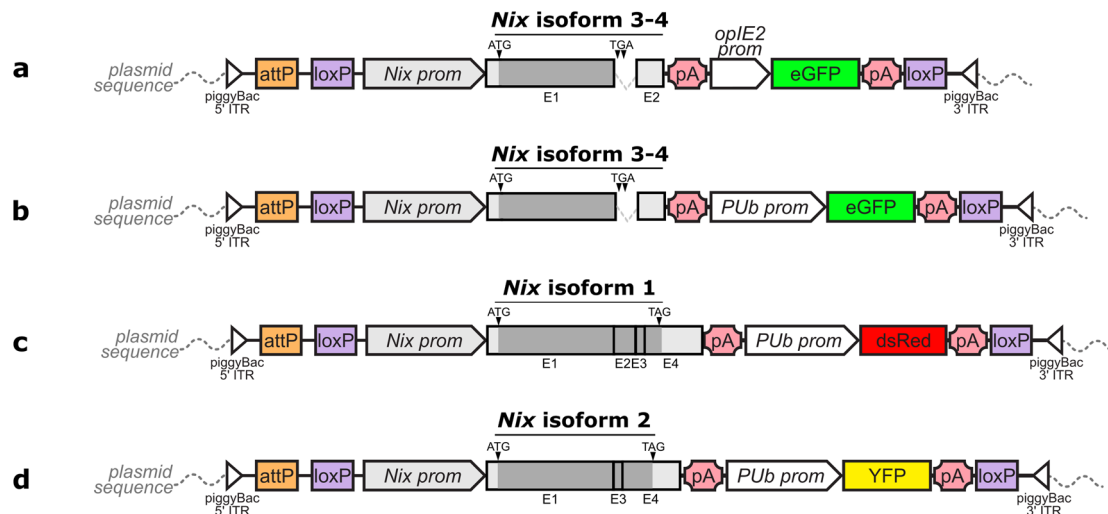 Nix isoform 3-4
opIE2
prom
ATG
TGA
a
plasmid
sequence
attP
loxP
Nix prom
pA
eGFP
pA
loxP
piggyBac
5' ITR
E1
E2
piggyBac
3' ITR
Nix isoform 3-4
ATG
TGA
b
plasmid
sequence
attP
loxP
Nix prom
pA
PUb prom
eGFP
pA
loxP
piggyBac
5' ITR
piggyBac
3' ITR
Nix isoform 1
ATG
TAG
c
plasmid
sequence
attP
loxP
Nix prom
pA
PUb prom
dsRed
pA
loxP
piggyBac
5' ITR
E1
E2E3
E4
piggyBac
3' ITR
Nix isoform 2
ATG
TAG
d
plasmid
sequence
attP
loxP
Nix prom
pA
PUb prom
YFP
pA
loxP
piggyBac
5' ITR
E1
E3
E4
piggyBac
3' ITR